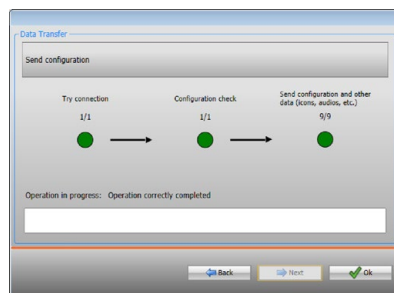 Data Transfer
Send configuration
Try connection
1/1
Configuration check
1/1
Send configuration and other
data (icons, audios, etc.)
9/9
Operation in progress: Operation correctly completed
Back
Next
Ok